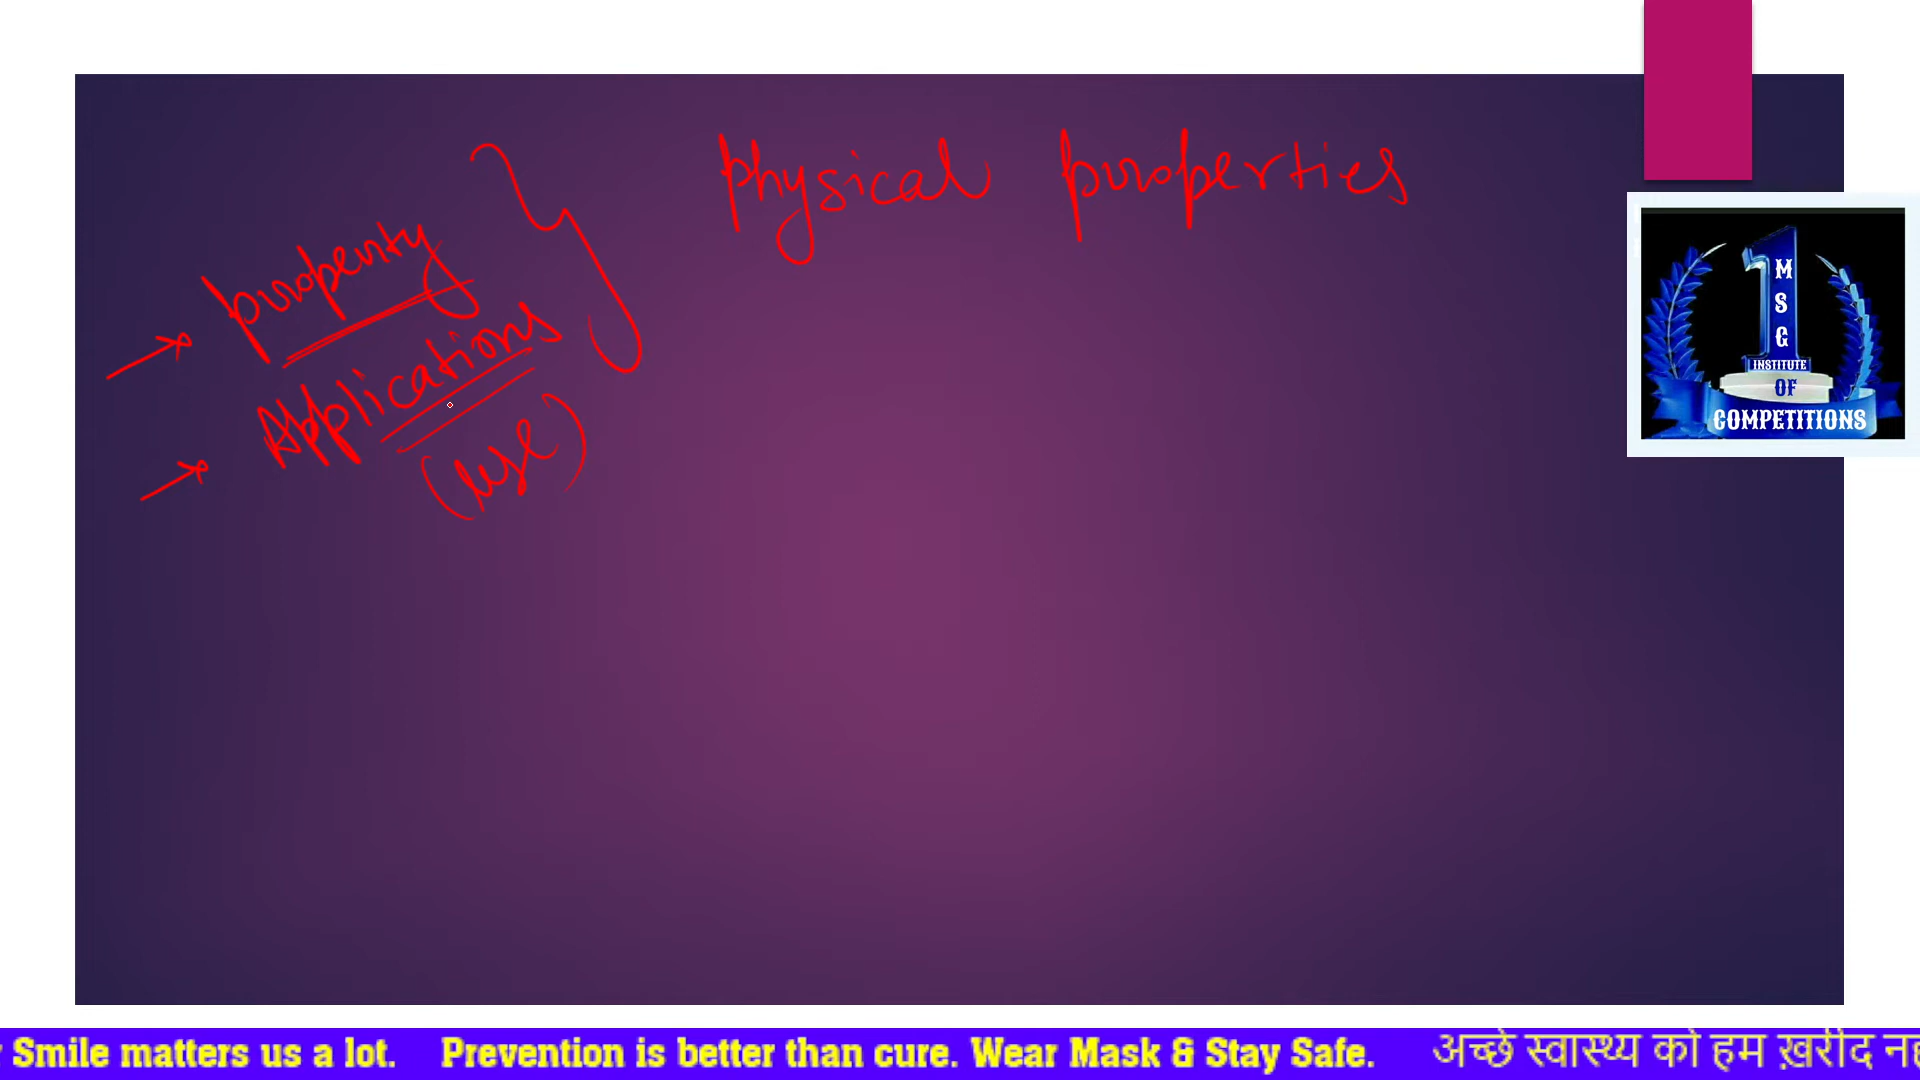 Physical properties
→ property
→ Applications
(use)
M
S
G
INSTITUTE
OF
COMPETITIONS
Smile matters us a lot. Prevention is better than cure. Wear Mask & Stay Safe. अच्छे स्वास्थ्य को हम ख़रीद